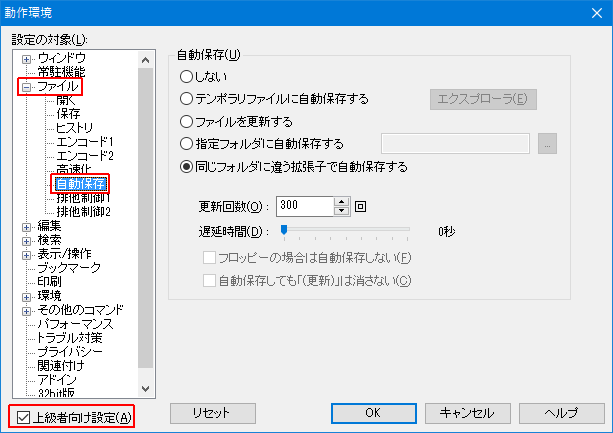 動作環境
設定の対象(L):
ウィンドウ
常駐機能
ファイル
開く
保存
ヒストリ
エンコード1
エンコード2
高速化
自動保存
排他制御1
排他制御2
編集
検索
表示/操作
ブックマーク
印刷
環境
その他のコマンド
パフォーマンス
トラブル対策
プライバシー
関連付け
アドイン
32bit版
上級者向け設定(A)
自動保存(U)
しない
テンポラリファイルに自動保存する
エクスプローラ(E)
ファイルを更新する
指定フォルダに自動保存する
...
同じフォルダに違う拡張子で自動保存する
更新回数(O): 300 回
遅延時間(D): 0秒
フロッピーの場合は自動保存しない(F)
自動保存しても「(更新)」は消さない(C)
リセット
OK
キャンセル
ヘルプ